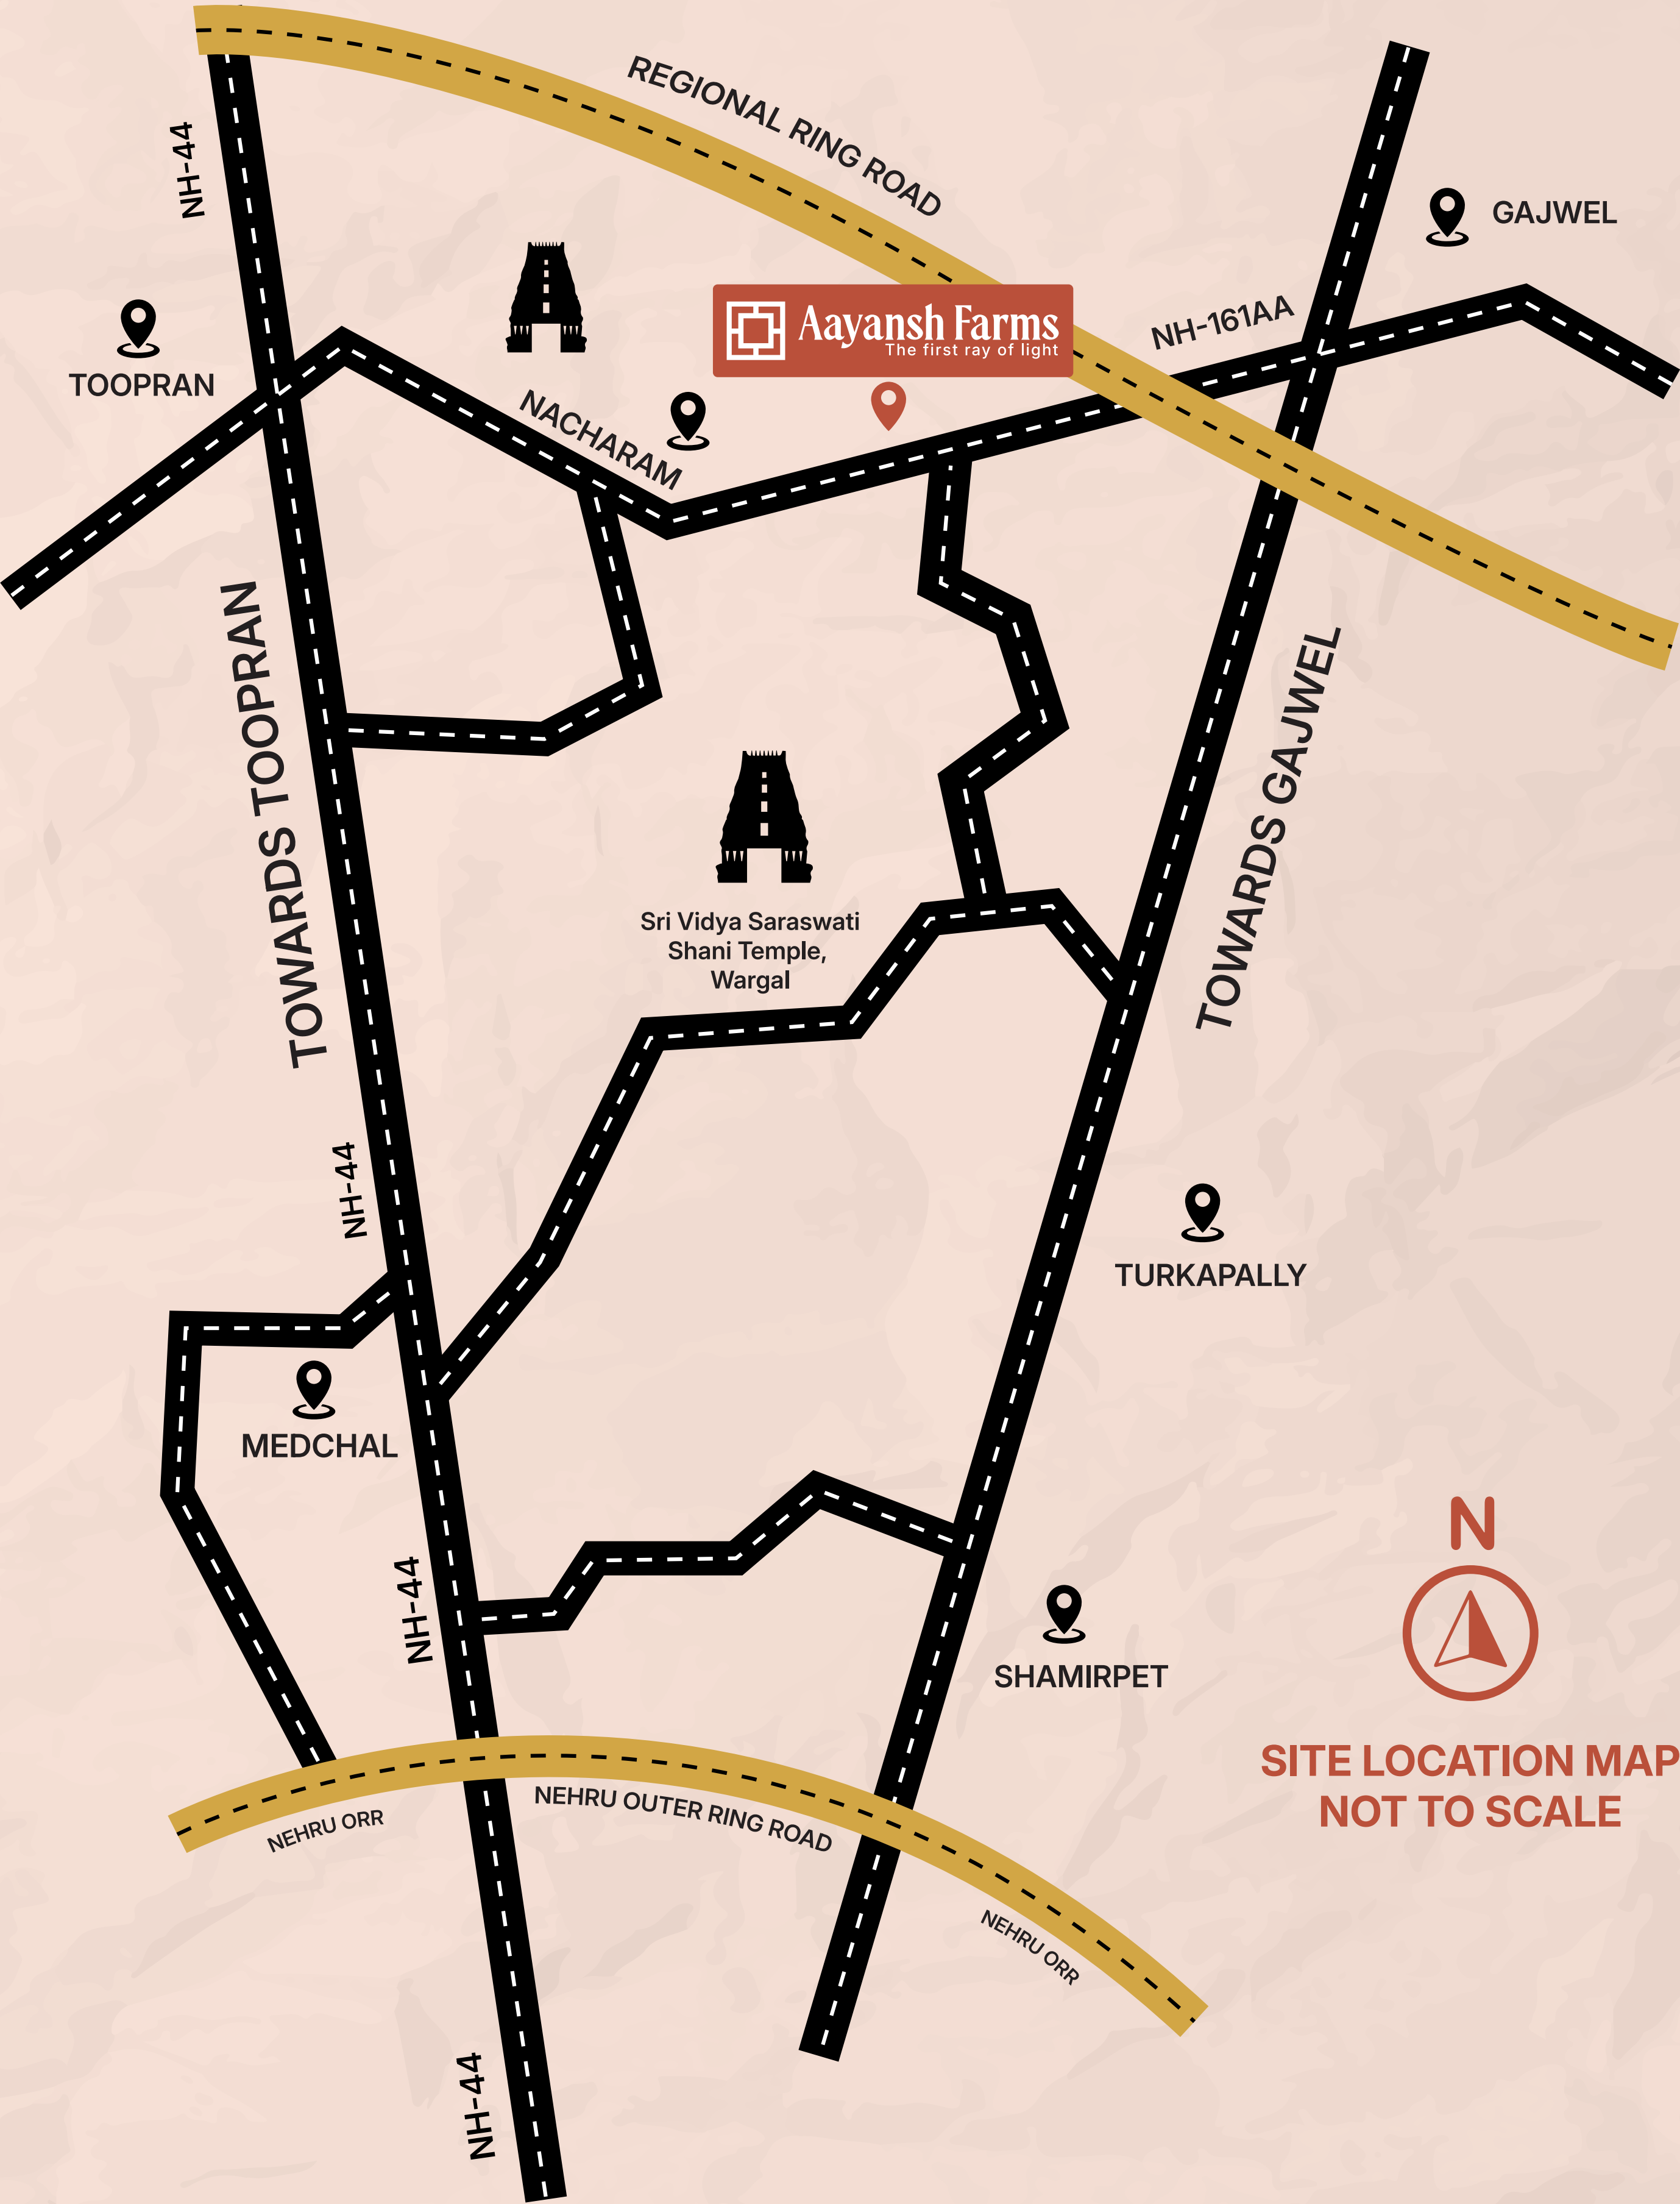 REGIONAL RING ROAD
NH-44
GAJWEL
Aayansh Farms
The first ray of light
NH-161AA
TOOPRAN
NACHARAM
TOWARDS TOOPRAN
TOWARDS GAJWEL
Sri Vidya Saraswati
Shani Temple,
Wargal
NH-44
TURKAPALLY
MEDCHAL
N
NH-44
SHAMIRPET
SITE LOCATION MAP
NOT TO SCALE
NEHRU ORR
NEHRU OUTER RING ROAD
NEHRU ORR
NH-44